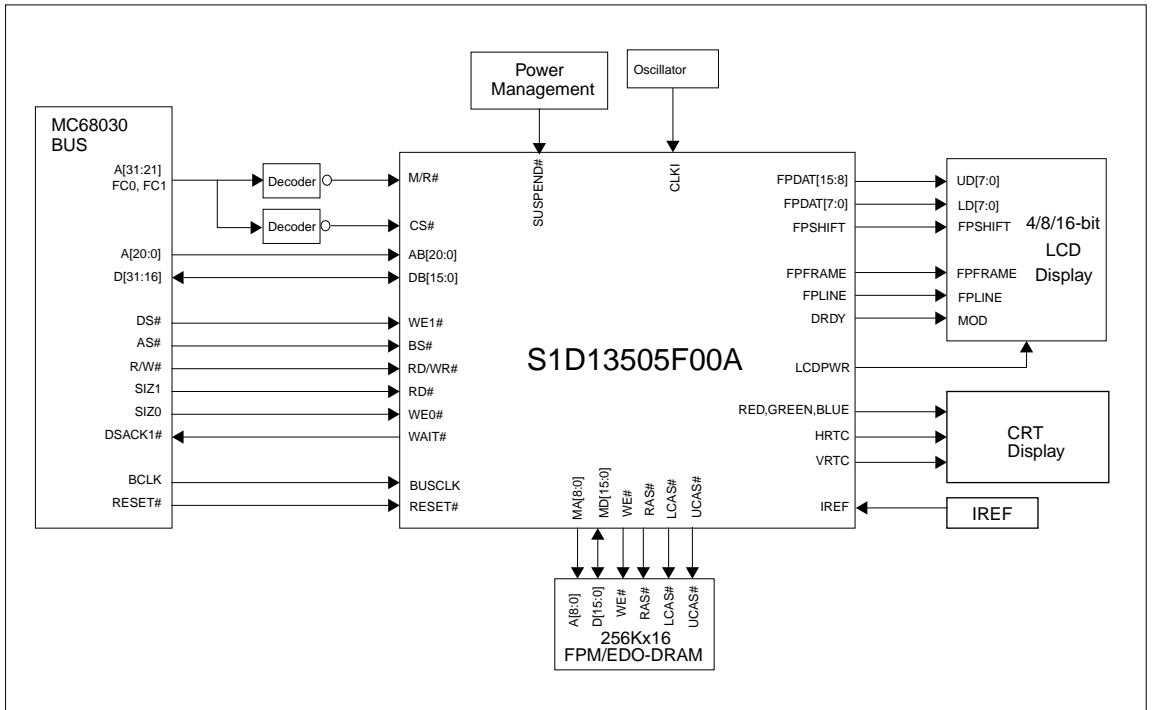 Power
Management
Oscillator
MC68030
BUS
A[31:21]
FC0, FC1
Decoder
M/R#
Decoder
CS#
A[20:0]
AB[20:0]
D[31:16]
DB[15:0]
DS#
WE1#
AS#
BS#
R/W#
RD/WR#
SIZ1
RD#
SIZ0
WE0#
DSACK1#
WAIT#
BCLK
BUSCLK
RESET#
RESET#
SUSPEND#
CLKI
S1D13505F00A
FPDAT[15:8]
UD[7:0]
FPDAT[7:0]
LD[7:0]
FPSHIFT
FPSHIFT
4/8/16-bit
LCD
Display
FPFRAME
FPFRAME
FPLINE
FPLINE
DRDY
MOD
LCDPWR
RED,GREEN,BLUE
HRTC
VRTC
CRT
Display
IREF
IREF
MA[8:0]
MD[15:0]
WE#
RAS#
LCAS#
UCAS#
A[8:0]
D[15:0]
WE#
RAS#
LCAS#
UCAS#
256Kx16
FPM/EDO-DRAM